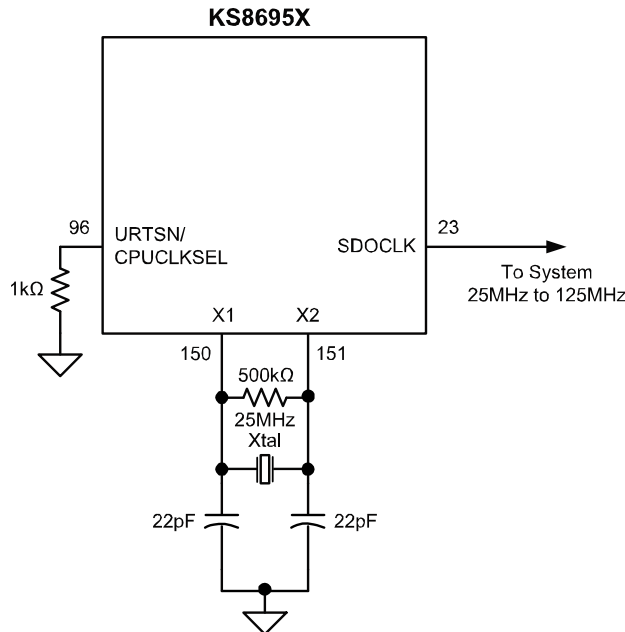 KS8695X
96
URTSN/
CPUCLKSEL
1kΩ
SDOCLK
23
To System
25MHz to 125MHz
X1
X2
150
151
500kΩ
25MHz
Xtal
22pF
22pF